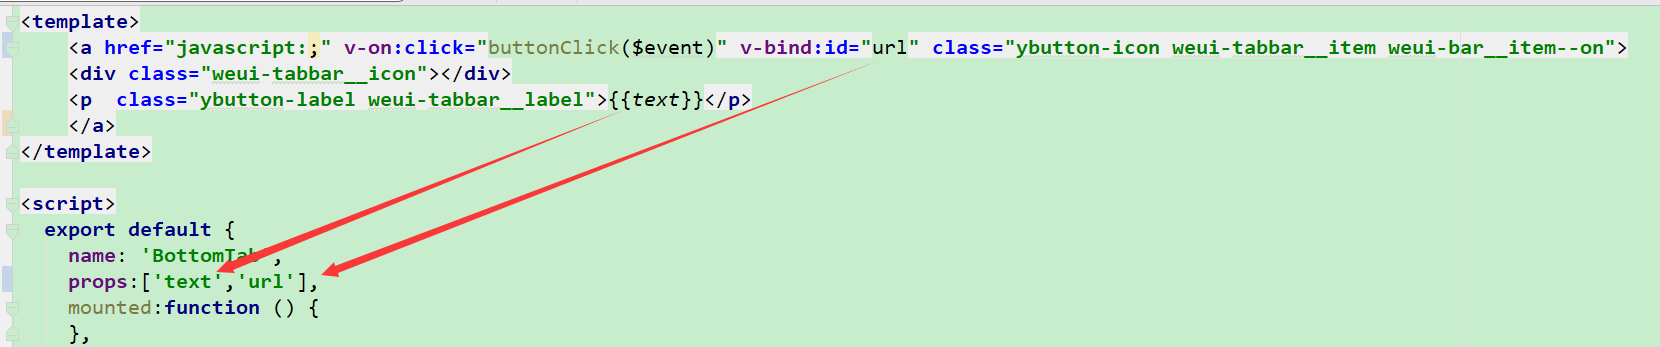 <template>
<a href="javascript:;" v-on:click="buttonClick($event)" v-bind:id="url" class="ybutton-icon weui-tabbar__item weui-bar__item--on">
<div class="weui-tabbar__icon"></div>
<p  class="ybutton-label weui-tabbar__label">{{text}}</p>
</a>
</template>
<script>
export default {
name: 'BottomTab',
props:['text','url'],
mounted:function () {
},